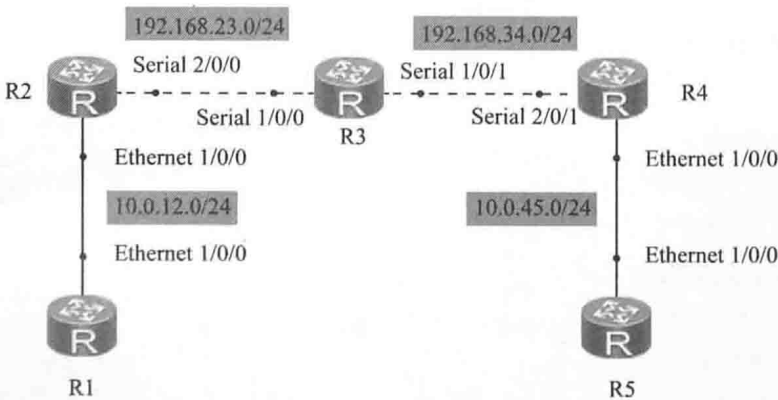 192.168.23.0/24
192.168.34.0/24
Serial 2/0/0
Serial 1/0/1
R2
R
R
R
R4
Serial 1/0/0
Serial 2/0/1
R3
Ethernet 1/0/0
Ethernet 1/0/0
10.0.12.0/24
10.0.45.0/24
Ethernet 1/0/0
Ethernet 1/0/0
R
R
R1
R5